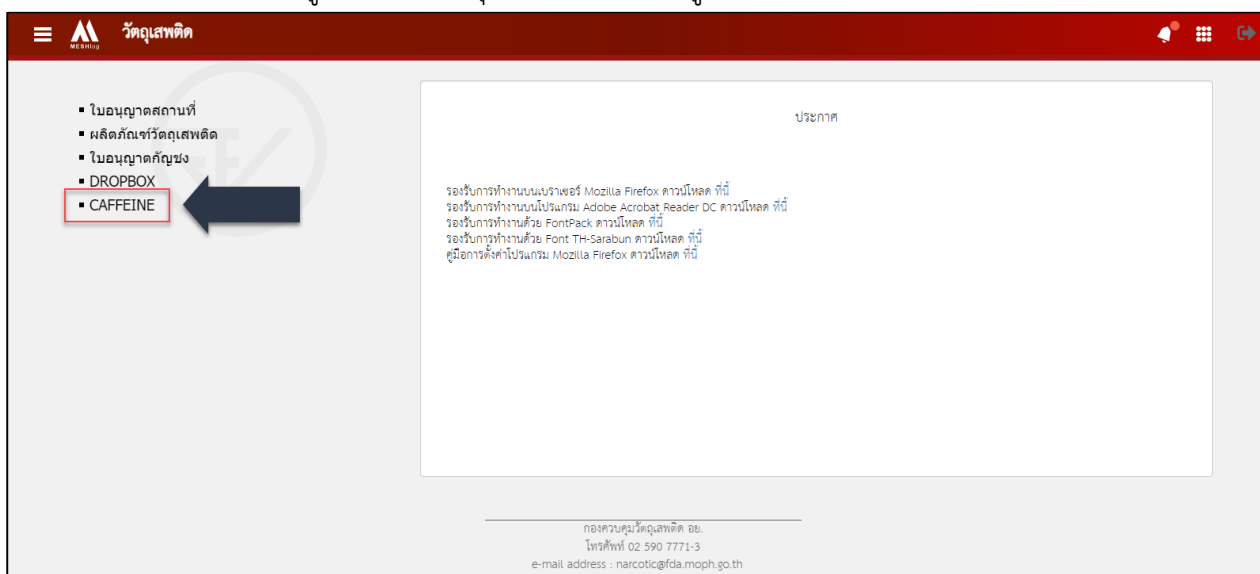 วัตถุเสพติด
MESHlog
ใบอนุญาตสถานที่
ผลิตภัณฑ์วัตถุเสพติด
ใบอนุญาตกัญชง
DROPBOX
CAFFEINE
ประกาศ
รองรับการทำงานบนเบราเซอร์ Mozilla Firefox ดาวน์โหลด ที่นี้
รองรับการทำงานบนโปรแกรม Adobe Acrobat Reader DC ดาวน์โหลด ที่นี้
รองรับการทำงานด้วย FontPack ดาวน์โหลด ที่นี้
รองรับการทำงานด้วย Font TH-Sarabun ดาวน์โหลด ที่นี้
คู่มือการตั้งค่าโปรแกรม Mozilla Firefox ดาวน์โหลด ที่นี้
กองควบคุมวัตถุเสพติด อย.
โทรศัพท์ 02 590 7771-3
e-mail address : narcotic@fda.moph.go.th